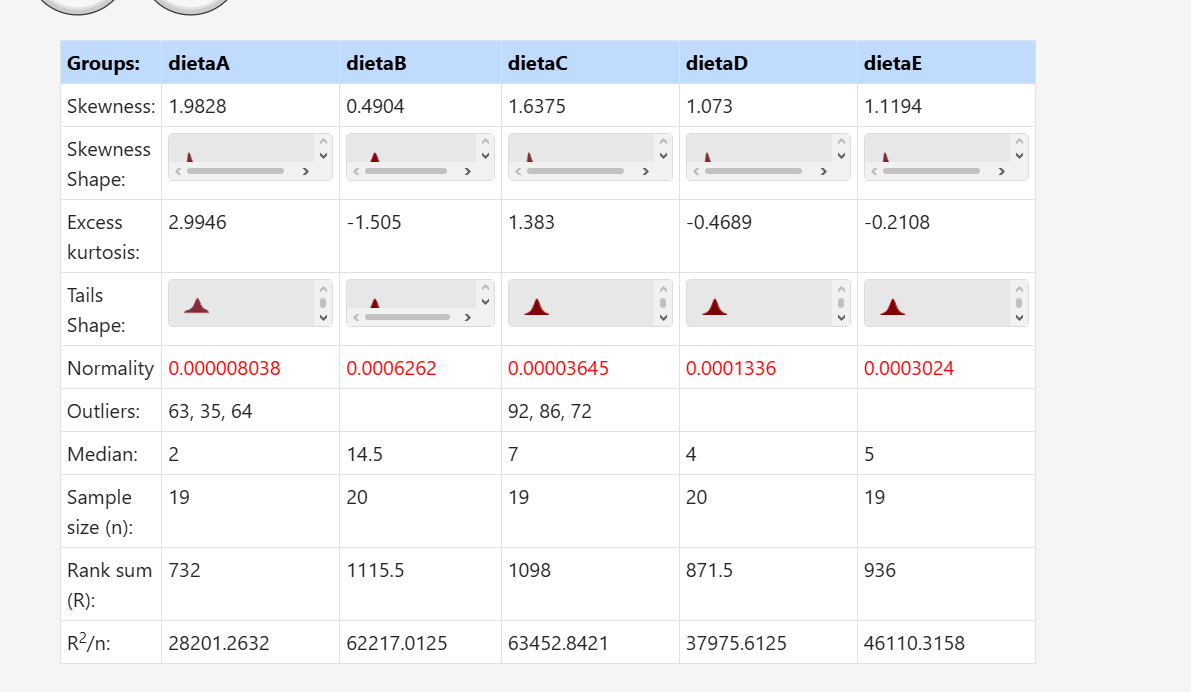 Groups: dietaA dietaB dietaC dietaD dietaE
Skewness: 1.9828 0.4904 1.6375 1.073 1.1194
Skewness
Shape:
Excess 2.9946 -1.505 1.383 -0.4689 -0.2108
kurtosis:
Tails
Shape:
Normality 0.000008038 0.0006262 0.00003645 0.0001336 0.0003024
Outliers: 63, 35, 64 92, 86, 72
Median: 2 14.5 7 4 5
Sample 19 20 19 20 19
size (n):
Rank sum 732 1115.5 1098 871.5 936
(R):
R²/n: 28201.2632 62217.0125 63452.8421 37975.6125 46110.3158